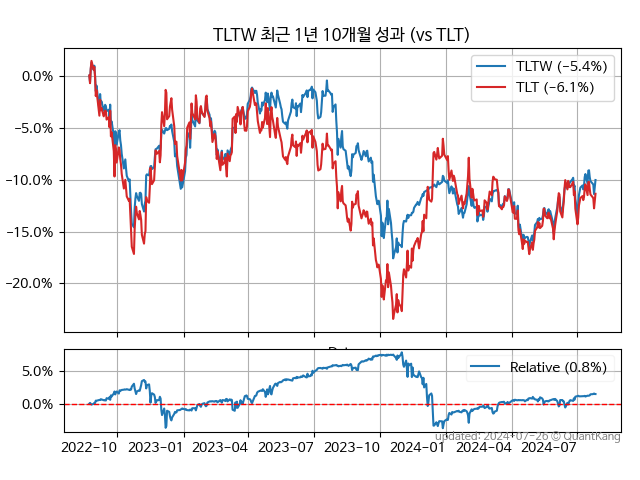 TLTW 최근 1년 10개월 성과 (vs TLT)
TLTW (−5.4%)
TLT (−6.1%)
0.0%
−5.0%
−10.0%
−15.0%
−20.0%
Relative (0.8%)
5.0%
0.0%
updated: 2024-07-26 © QuantKang
2022−10 2023−01 2023−04 2023−07 2023−10 2024−01 2024−04 2024−07